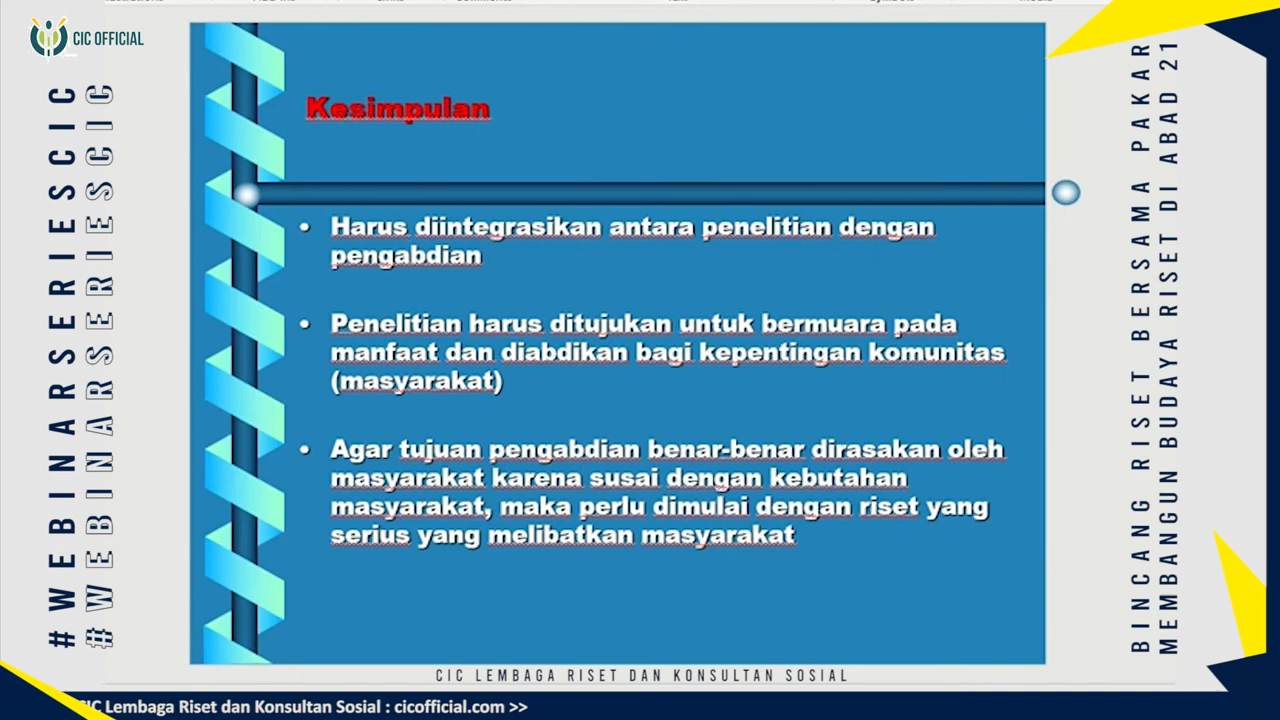 CIC OFFICIAL
#WEBINARSERIESCIC
#WEBINARSERIESCIC
Kesimpulan
• Harus diintegrasikan antara penelitian dengan
pengabdian
• Penelitian harus ditujukan untuk bermuara pada
manfaat dan diabdikan bagi kepentingan komunitas
(masyarakat)
• Agar tujuan pengabdian benar-benar dirasakan oleh
masyarakat karena susai dengan kebutahan
masyarakat, maka perlu dimulai dengan riset yang
serius yang melibatkan masyarakat
BINCANG RISET BERSAMA PAKAR
MEMBANGUN BUDAYA RISET DI ABAD 21
CIC LEMBAGA RISET DAN KONSULTAN SOSIAL
CIC Lembaga Riset dan Konsultan Sosial : cicofficial.com >>